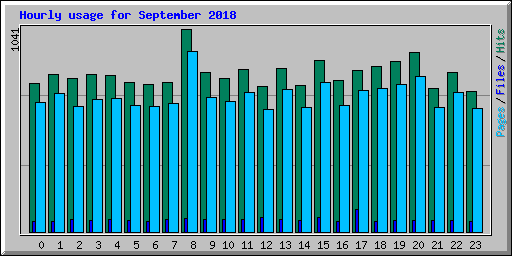 Hourly usage for September 2018
1041
Pages/Files/Hits
0 1 2 3 4 5 6 7 8 9 10 11 12 13 14 15 16 17 18 19 20 21 22 23